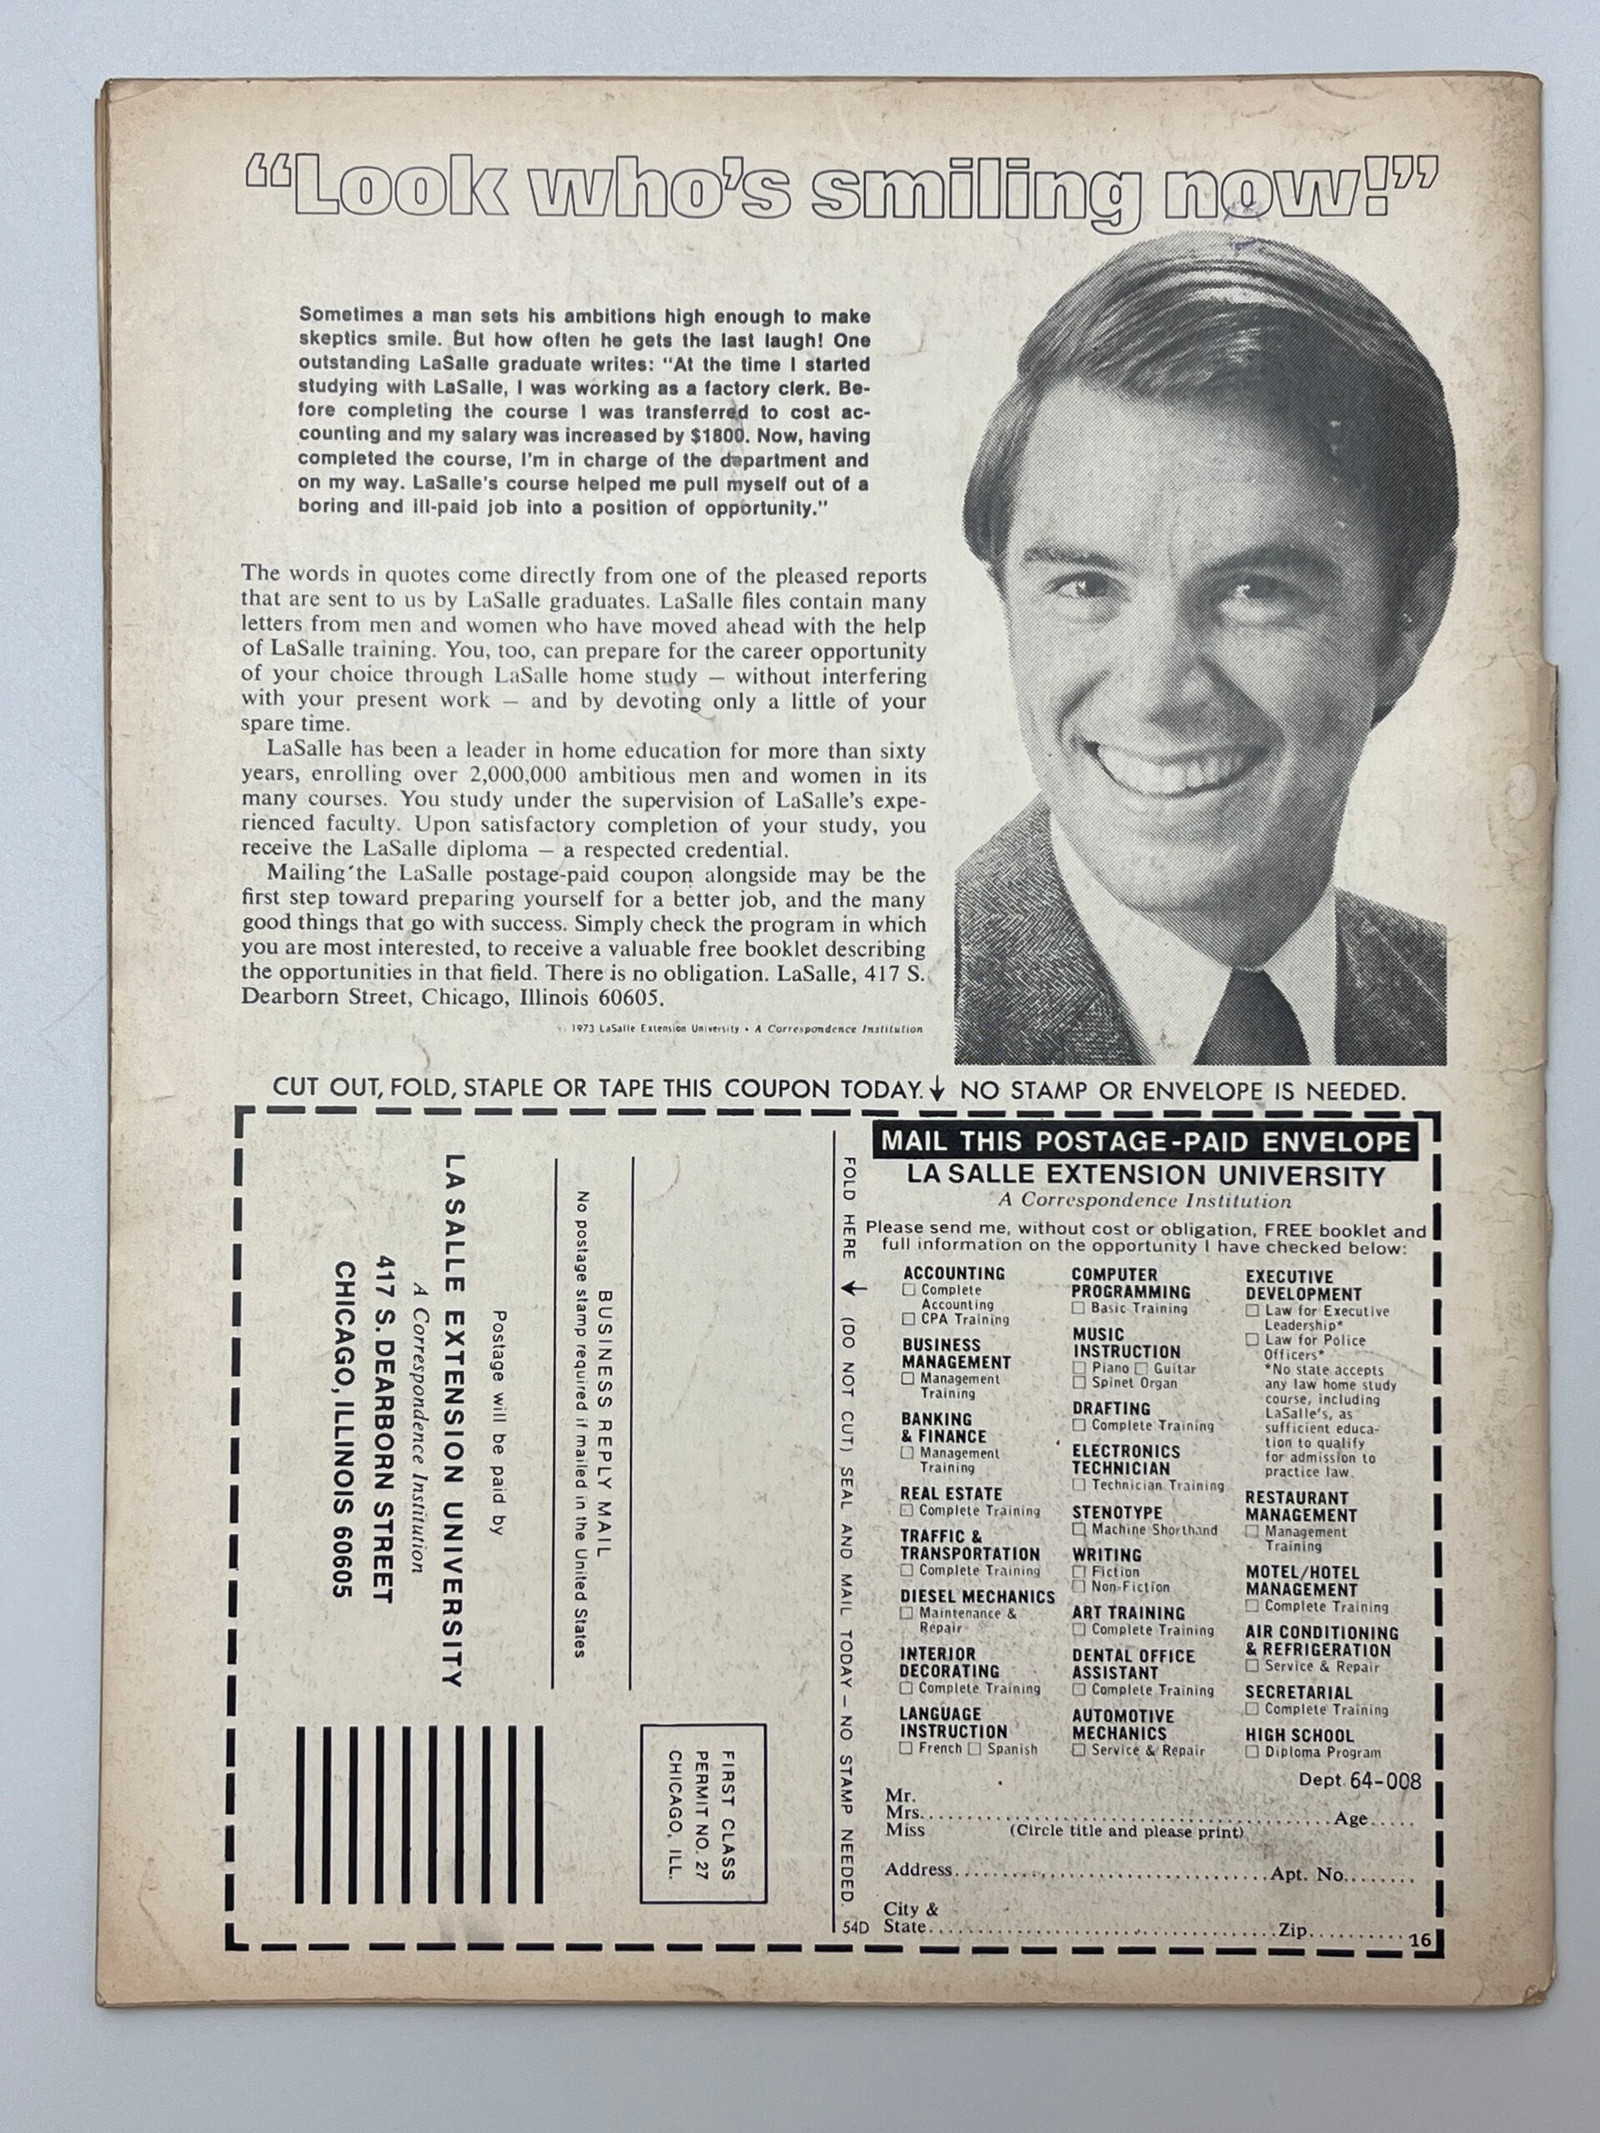 “Look who's smiling now!”
Sometimes a man sets his ambitions high enough to make
skeptics smile. But how often he gets the last laugh! One
outstanding LaSalle graduate writes: “At the time I started
studying with LaSalle, I was working as a factory clerk. Be-
fore completing the course I was transferred to cost ac-
counting and my salary was increased by $1800. Now, having
completed the course, I'm in charge of the department and
on my way. LaSalle's course helped me pull myself out of a
boring and ill-paid job into a position of opportunity.”
The words in quotes come directly from one of the pleased reports
that are sent to us by LaSalle graduates. LaSalle files contain many
letters from men and women who have moved ahead with the help
of LaSalle training. You, too, can prepare for the career opportunity
of your choice through LaSalle home study — without interfering
with your present work — and by devoting only a little of your
spare time.
LaSalle has been a leader in home education for more than sixty
years, enrolling over 2,000,000 ambitious men and women in its
many courses. You study under the supervision of LaSalle's expe-
rienced faculty. Upon satisfactory completion of your study, you
receive the LaSalle diploma — a respected credential.
Mailing the LaSalle postage-paid coupon alongside may be the
first step toward preparing yourself for a better job, and the many
good things that go with success. Simply check the program in which
you are most interested, to receive a valuable free booklet describing
the opportunities in that field. There is no obligation. LaSalle, 417 S.
Dearborn Street, Chicago, Illinois 60605.
1973 LaSalle Extension University • A Correspondence Institution
CUT OUT, FOLD, STAPLE OR TAPE THIS COUPON TODAY. ↓ NO STAMP OR ENVELOPE IS NEEDED.
FIRST CLASS
PERMIT NO. 27
CHICAGO, ILL.
BUSINESS REPLY MAIL
No postage stamp required if mailed in the United States
Postage will be paid by
LA SALLE EXTENSION UNIVERSITY
A Correspondence Institution
417 S. DEARBORN STREET
CHICAGO, ILLINOIS 60605
FOLD HERE ↓ (DO NOT CUT) SEAL AND MAIL TODAY — NO STAMP NEEDED.
54D
MAIL THIS POSTAGE-PAID ENVELOPE
LA SALLE EXTENSION UNIVERSITY
A Correspondence Institution
Please send me, without cost or obligation, FREE booklet and
full information on the opportunity I have checked below:
ACCOUNTING
☐ Complete
Accounting
☐ CPA Training
BUSINESS
MANAGEMENT
☐ Management
Training
BANKING
& FINANCE
☐ Management
Training
REAL ESTATE
☐ Complete Training
TRAFFIC &
TRANSPORTATION
☐ Complete Training
DIESEL MECHANICS
☐ Maintenance &
Repair
INTERIOR
DECORATING
☐ Complete Training
LANGUAGE
INSTRUCTION
☐ French ☐ Spanish
COMPUTER
PROGRAMMING
☐ Basic Training
MUSIC
INSTRUCTION
☐ Piano ☐ Guitar
☐ Spinet Organ
DRAFTING
☐ Complete Training
ELECTRONICS
TECHNICIAN
☐ Technician Training
STENOTYPE
☐ Machine Shorthand
WRITING
☐ Fiction
☐ Non-Fiction
ART TRAINING
☐ Complete Training
DENTAL OFFICE
ASSISTANT
☐ Complete Training
AUTOMOTIVE
MECHANICS
☐ Service & Repair
EXECUTIVE
DEVELOPMENT
☐ Law for Executive
Leadership*
☐ Law for Police
Officers*
*No state accepts
any law home study
course, including
LaSalle's, as
sufficient educa-
tion to qualify
for admission to
practice law.
RESTAURANT
MANAGEMENT
☐ Management
Training
MOTEL/HOTEL
MANAGEMENT
☐ Complete Training
AIR CONDITIONING
& REFRIGERATION
☐ Service & Repair
SECRETARIAL
☐ Complete Training
HIGH SCHOOL
☐ Diploma Program
Dept. 64-008
Mr.
Mrs. Age
Miss (Circle title and please print)
Address Apt. No.
City &
State Zip
16